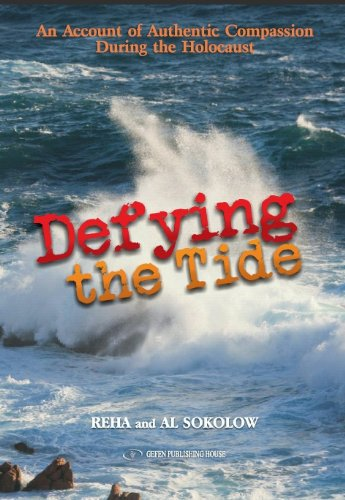 An Account of Authentic Compassion
During the Holocaust
Defying
the Tide
REHA and AL SOKOLOW
GEFEN PUBLISHING HOUSE